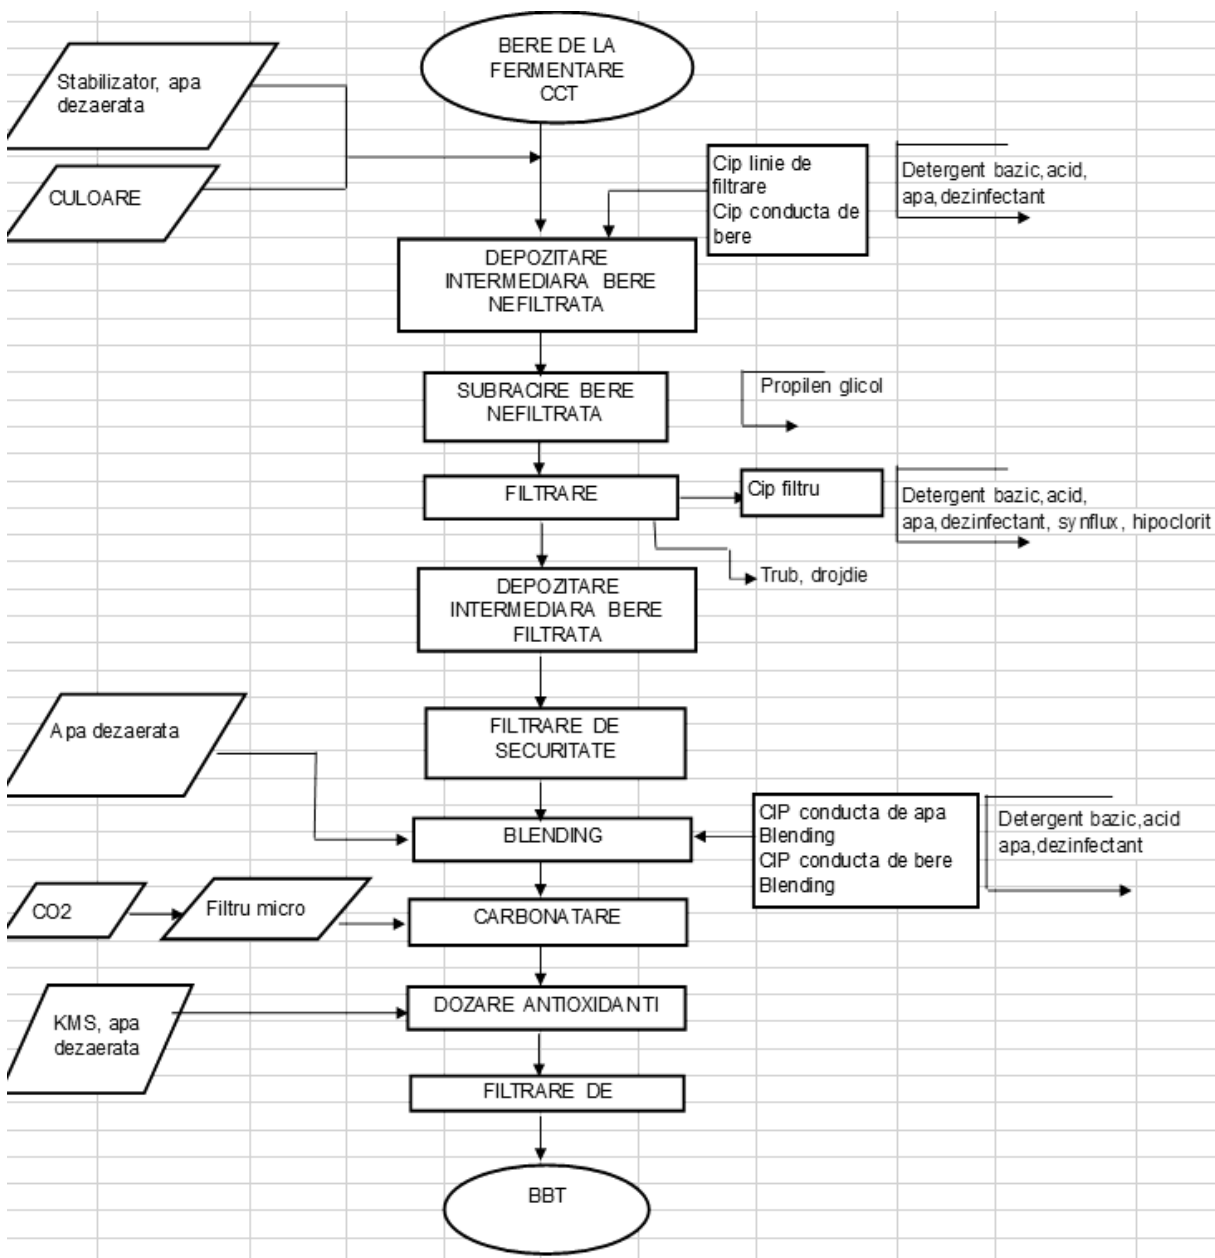 BERE DE LA
FERMENTARE
CCT
Stabilizator, apa
dezaerata
CULOARE
Cip linie de
filtrare
Cip conducta de
bere
Detergent bazic,acid,
apa,dezinfectant
DEPOZITARE
INTERMEDIARA BERE
NEFILTRATA
SUBRACIRE BERE
NEFILTRATA
Propilen glicol
FILTRARE
Cip filtru
Detergent bazic,acid,
apa,dezinfectant, synflux, hipoclorit
Trub, drojdie
DEPOZITARE
INTERMEDIARA BERE
FILTRATA
Apa dezaerata
FILTRARE DE
SECURITATE
BLENDING
CIP conducta de apa
Blending
CIP conducta de bere
Blending
Detergent bazic,acid
apa,dezinfectant
CO2
Filtru micro
CARBONATARE
KMS, apa
dezaerata
DOZARE ANTIOXIDANTI
FILTRARE DE
BBT